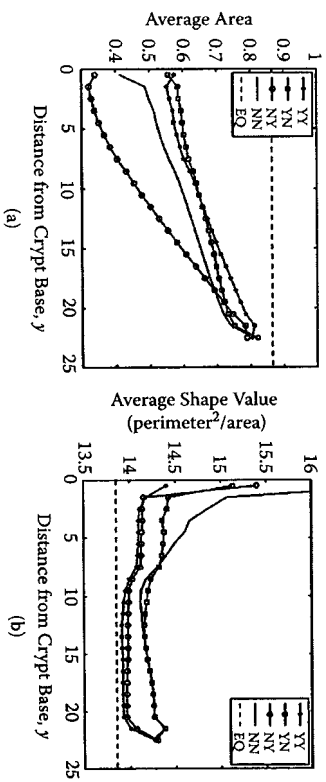 Average Area
1
0.9
0.8
0.7
0.6
0.5
0.4
YY
YN
NY
NN
EQ
0
5
10
15
20
25
Distance from Crypt Base, y
(a)
Average Shape Value
(perimeter²/area)
16
15.5
15
14.5
14
13.5
YY
YN
NY
NN
EQ
0
5
10
15
20
25
Distance from Crypt Base, y
(b)